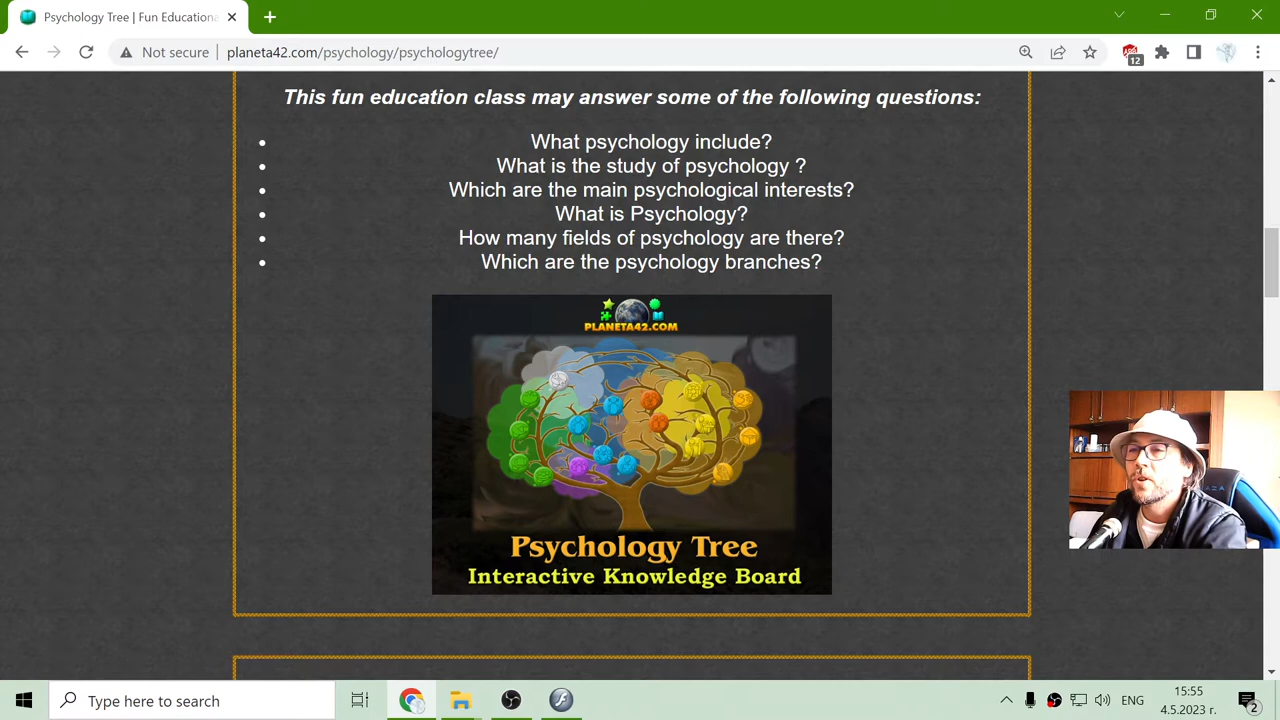 Psychology Tree | Fun Educationa
Not secure
planeta42.com/psychology/psychologytree/
12
This fun education class may answer some of the following questions:
What psychology include?
What is the study of psychology ?
Which are the main psychological interests?
What is Psychology?
How many fields of psychology are there?
Which are the psychology branches?
PLANETA42.COM
Psychology Tree
Interactive Knowledge Board
Type here to search
ENG
15:55
4.5.2023 г.
2